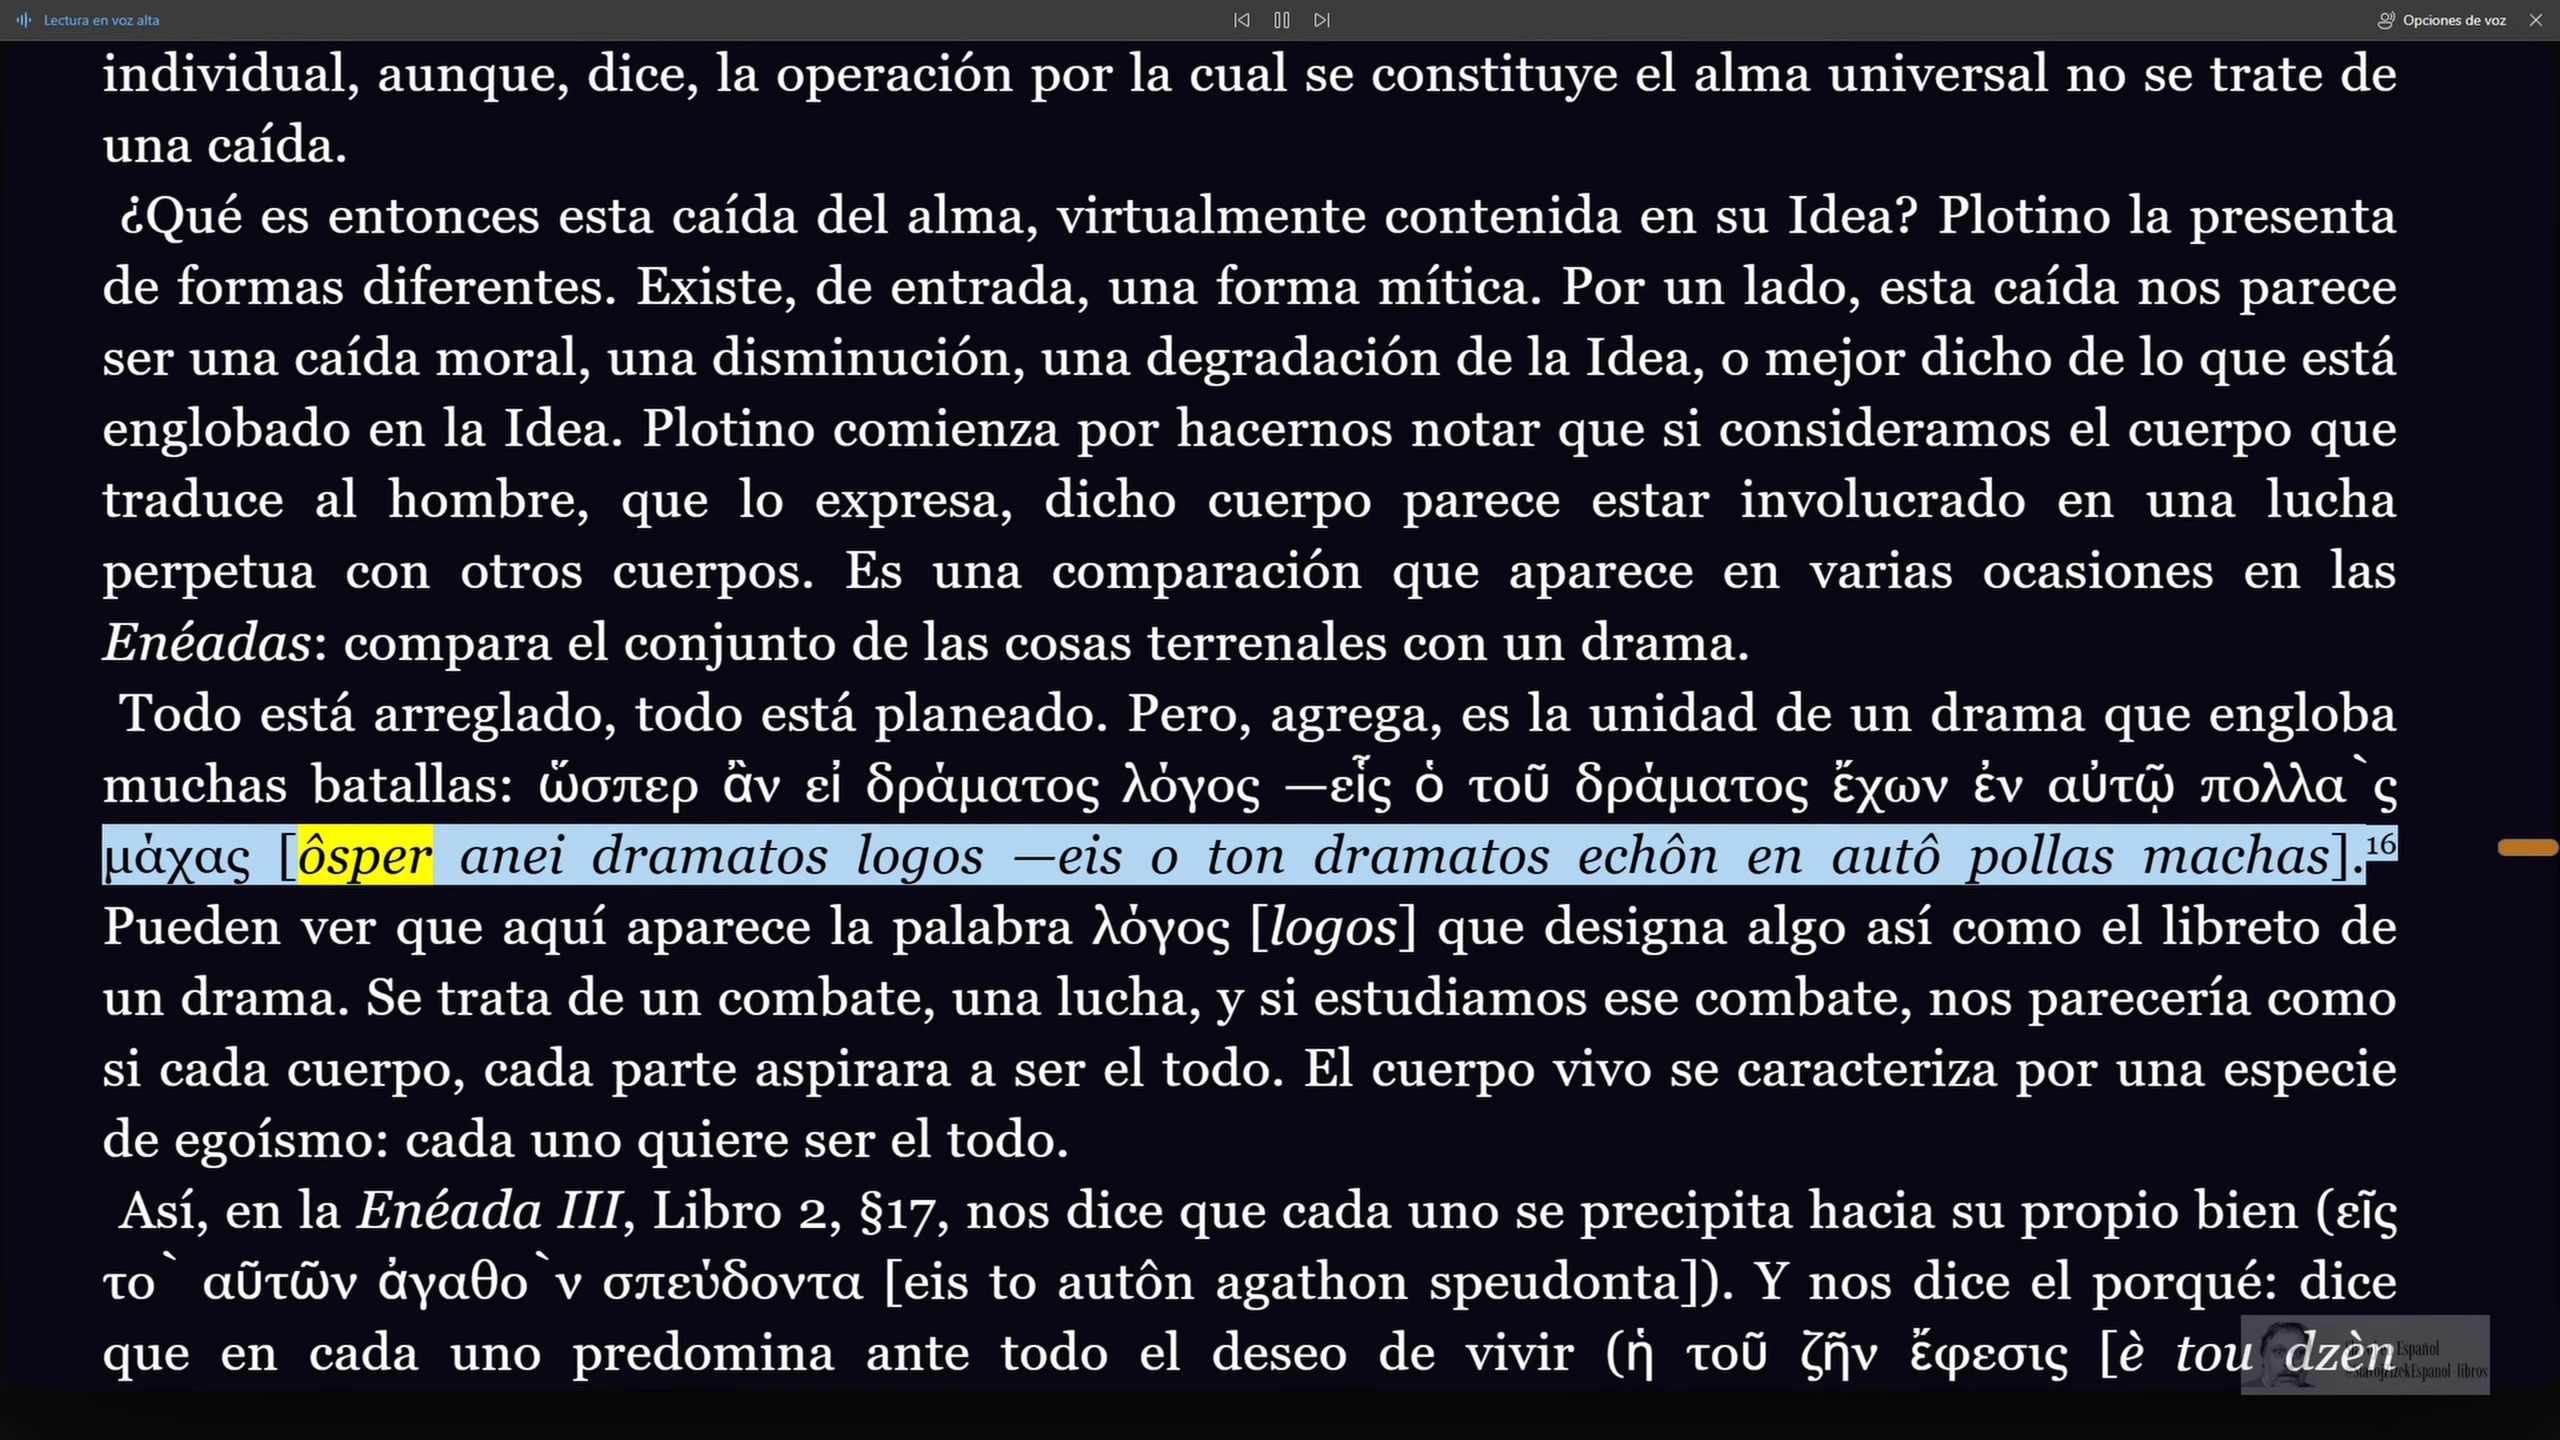 Lectura en voz alta
Opciones de voz
individual, aunque, dice, la operación por la cual se constituye el alma universal no se trate de
una caída.
¿Qué es entonces esta caída del alma, virtualmente contenida en su Idea? Plotino la presenta
de formas diferentes. Existe, de entrada, una forma mítica. Por un lado, esta caída nos parece
ser una caída moral, una disminución, una degradación de la Idea, o mejor dicho de lo que está
englobado en la Idea. Plotino comienza por hacernos notar que si consideramos el cuerpo que
traduce al hombre, que lo expresa, dicho cuerpo parece estar involucrado en una lucha
perpetua con otros cuerpos. Es una comparación que aparece en varias ocasiones en las
Enéadas: compara el conjunto de las cosas terrenales con un drama.
Todo está arreglado, todo está planeado. Pero, agrega, es la unidad de un drama que engloba
muchas batallas: ὥσπερ ἂν εἰ δράματος λόγος —εἷς ὁ τοῦ δράματος ἔχων ἐν αὐτῷ πολλα`ς
μάχας [ôsper anei dramatos logos —eis o ton dramatos echôn en autô pollas machas].16
Pueden ver que aquí aparece la palabra λόγος [logos] que designa algo así como el libreto de
un drama. Se trata de un combate, una lucha, y si estudiamos ese combate, nos parecería como
si cada cuerpo, cada parte aspirara a ser el todo. El cuerpo vivo se caracteriza por una especie
de egoísmo: cada uno quiere ser el todo.
Así, en la Enéada III, Libro 2, §17, nos dice que cada uno se precipita hacia su propio bien (εῖς
το` αῦτῶν ἀγαθο`ν σπεύδοντα [eis to autôn agathon speudonta]). Y nos dice el porqué: dice
que en cada uno predomina ante todo el deseo de vivir (ἡ τοῦ ζῆν ἔφεσις [è tou dzèn
Español